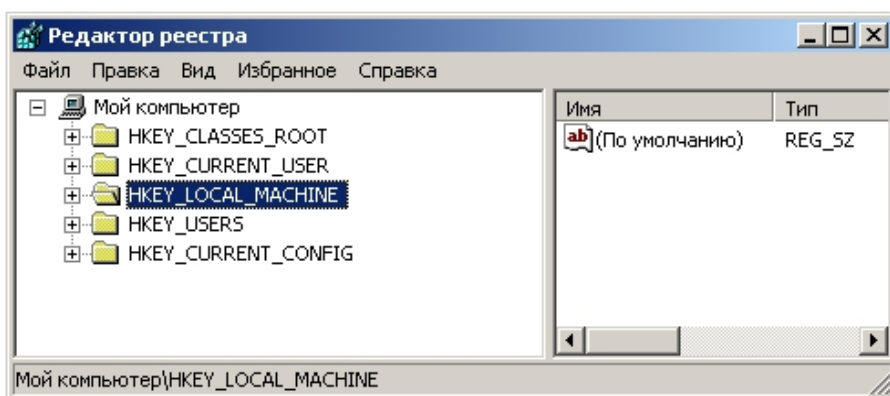 Редактор реестра
Файл Правка Вид Избранное Справка
Мой компьютер
HKEY_CLASSES_ROOT
HKEY_CURRENT_USER
HKEY_LOCAL_MACHINE
HKEY_USERS
HKEY_CURRENT_CONFIG
Имя Тип
ab (По умолчанию) REG_SZ
Мой компьютер\HKEY_LOCAL_MACHINE